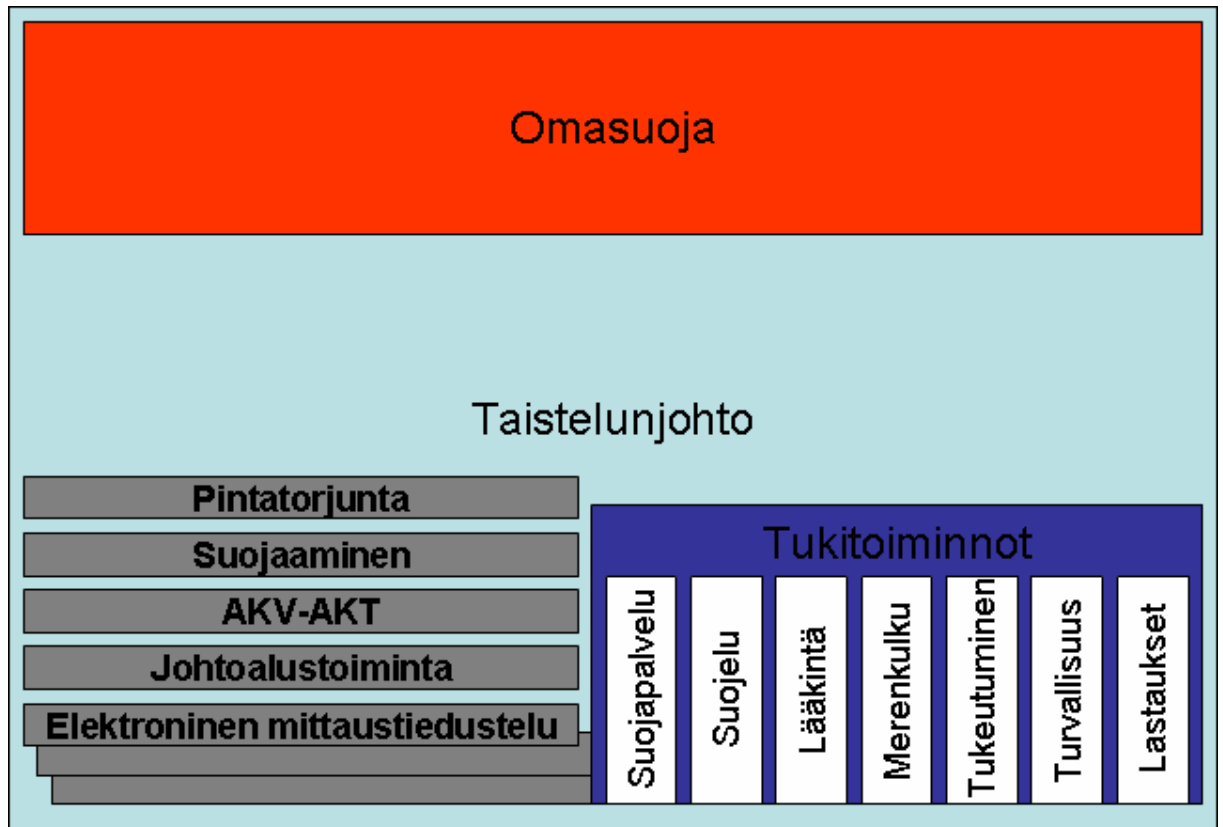 Omasuoja
Taistelunjohto
Pintatorjunta
Suojaaminen
AKV-AKT
Johtoalustoiminta
Elektroninen mittaustiedustelu
Tukitoiminnot
Suojapalvelu
Suojelu
Lääkintä
Merenkulku
Tukeutuminen
Turvallisuus
Lastaukset